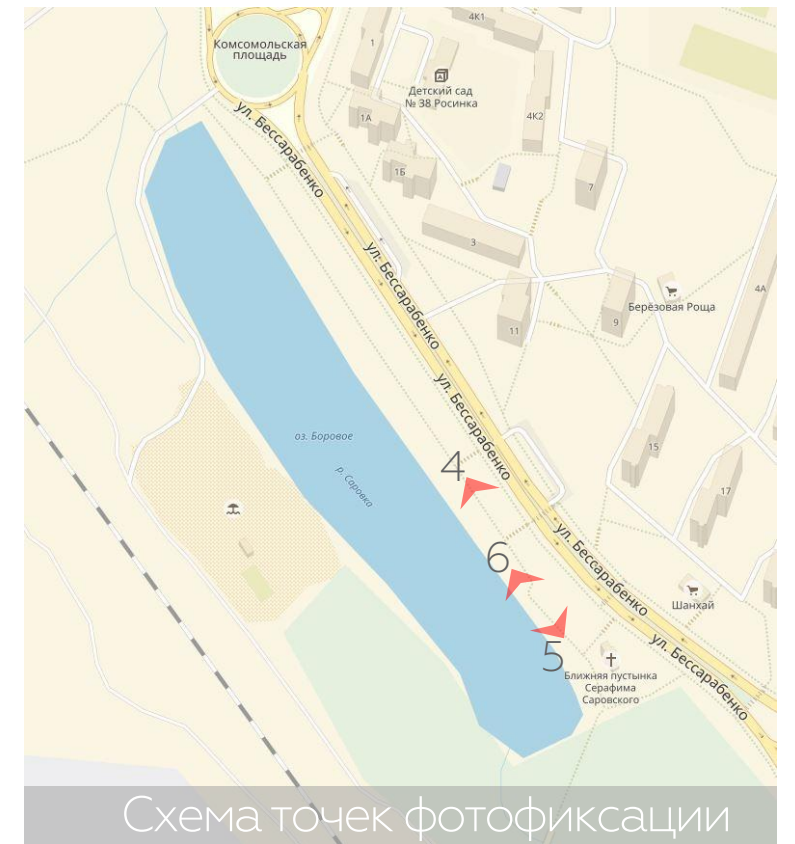 4К1
Комсомольская
площадь
1
Детский сад
№ 38 Росинка
1А
4К2
ул. Бессарабенко
1Б
7
3
ул. Бессарабенко
4А
Берёзовая Роща
11
9
ул. Бессарабенко
оз. Боровое
15
4
р. Саровка
17
ул. Бессарабенко
6
Шанхай
5
ул. Бессарабенко
Ближняя пустынка
Серафима
Саровского
Схема точек фотофиксации